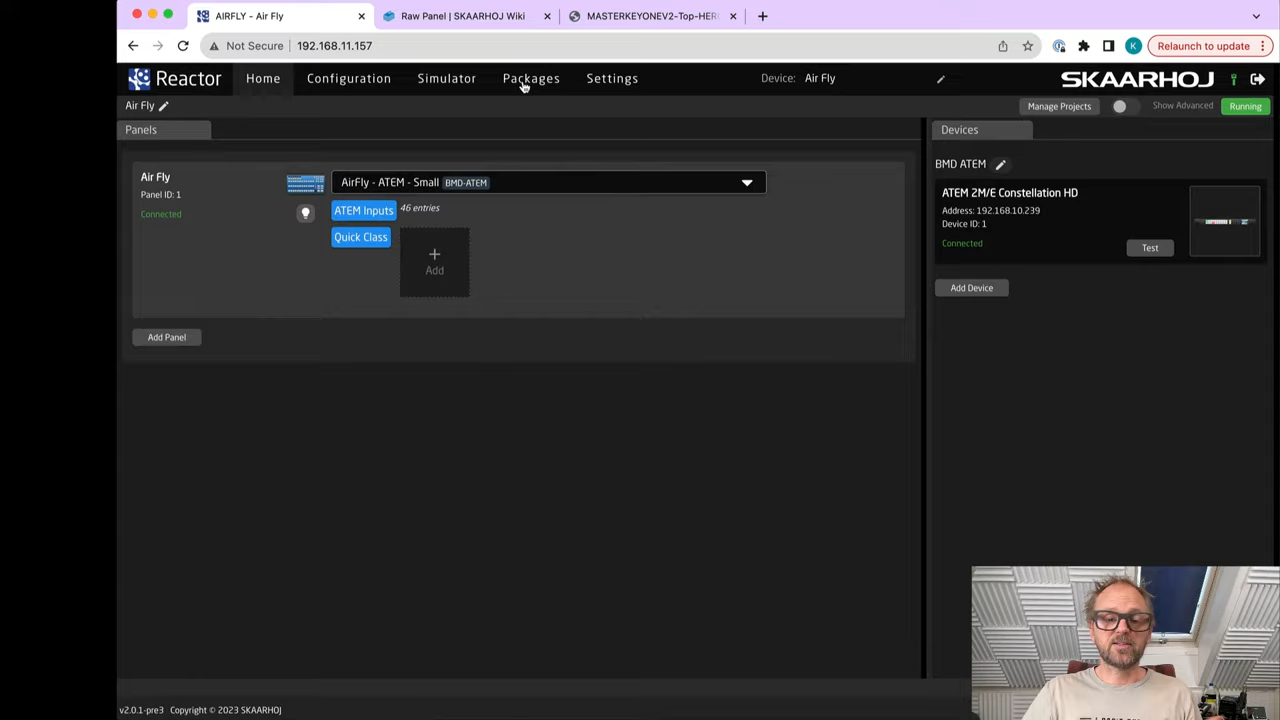 AIRFLY - Air Fly
Raw Panel | SKAARHOJ Wiki
MASTERKEYONEV2-Top-HER
Not Secure
192.168.11.157
K
Relaunch to update
Reactor
Home
Configuration
Simulator
Packages
Settings
Device:
Air Fly
SKAARHOJ
Air Fly
Manage Projects
Show Advanced
Running
Panels
Air Fly
Panel ID: 1
Connected
AirFly - ATEM - Small BMD-ATEM
ATEM Inputs
46 entries
Quick Class
+
Add
Add Panel
Devices
BMD ATEM
ATEM 2M/E Constellation HD
Address: 192.168.10.239
Device ID: 1
Connected
Test
Add Device
v2.0.1-pre3 Copyright © 2023 SKAARHOJ